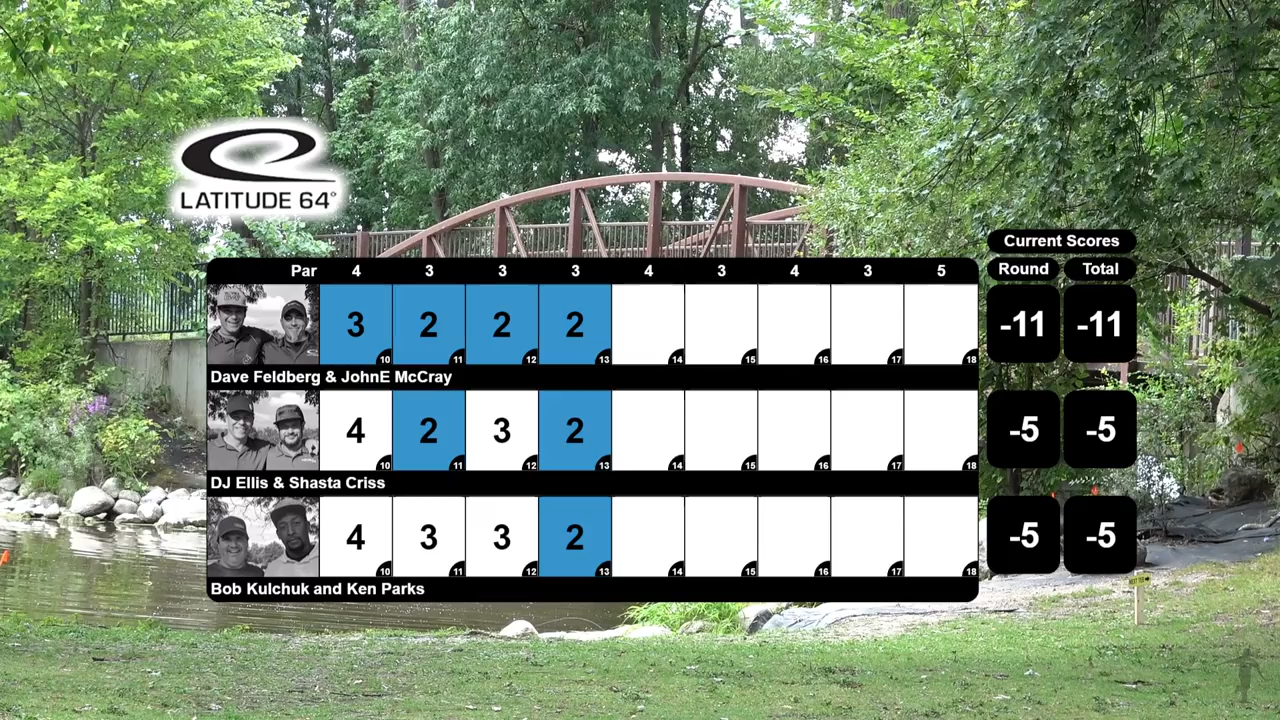 LATITUDE 64°
Current Scores
Par 4 3 3 3 4 3 4 3 5 Round Total
3 2 2 2 -11 -11
10 11 12 13 14 15 16 17 18
Dave Feldberg & JohnE McCray
4 2 3 2 -5 -5
10 11 12 13 14 15 16 17 18
DJ Ellis & Shasta Criss
4 3 3 2 -5 -5
10 11 12 13 14 15 16 17 18
Bob Kulchuk and Ken Parks